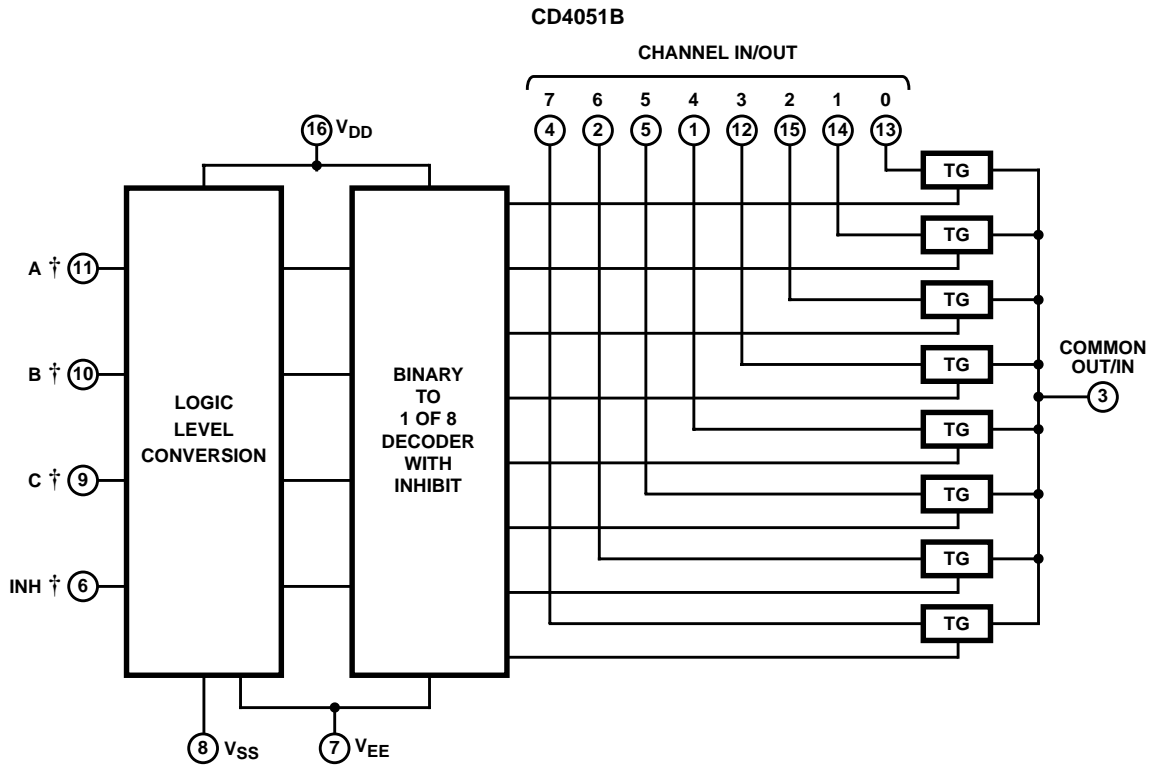 CD4051B
CHANNEL IN/OUT
7 6 5 4 3 2 1 0
4 2 5 1 12 15 14 13
16 VDD
TG
TG
A † 11
TG
TG
COMMON
OUT/IN
3
B † 10
LOGIC
LEVEL
CONVERSION
BINARY
TO
1 OF 8
DECODER
WITH
INHIBIT
TG
C † 9
TG
TG
INH † 6
TG
8 VSS
7 VEE